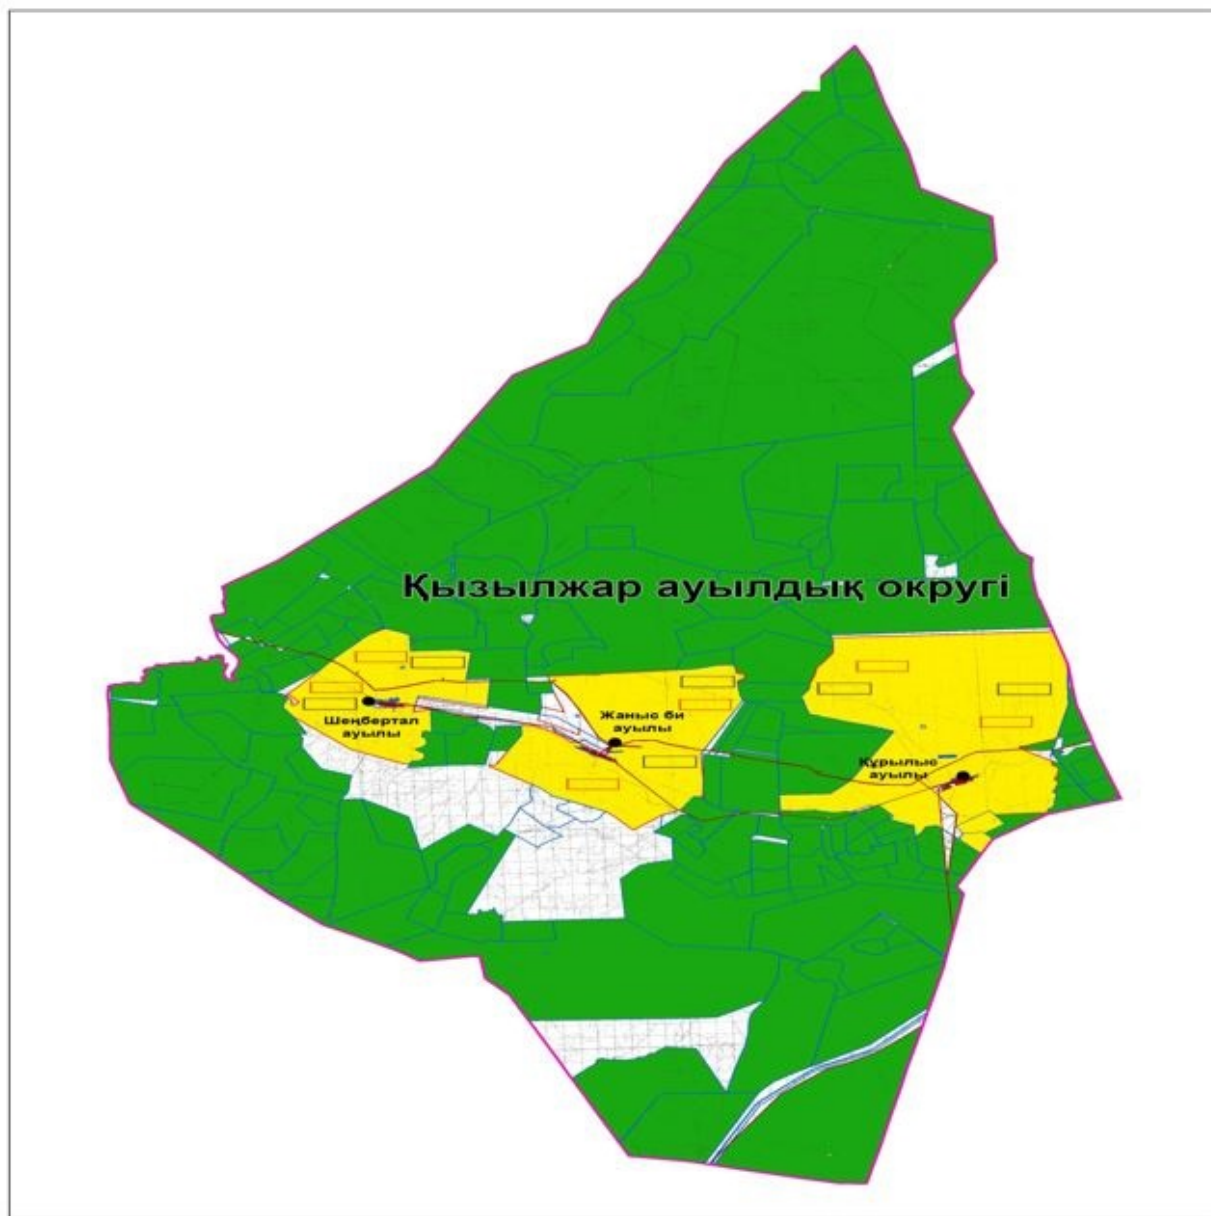 Қызылжар ауылдық округі
Шеңбертал
ауылы
Жаныс би
ауылы
Құрылыс
ауылы